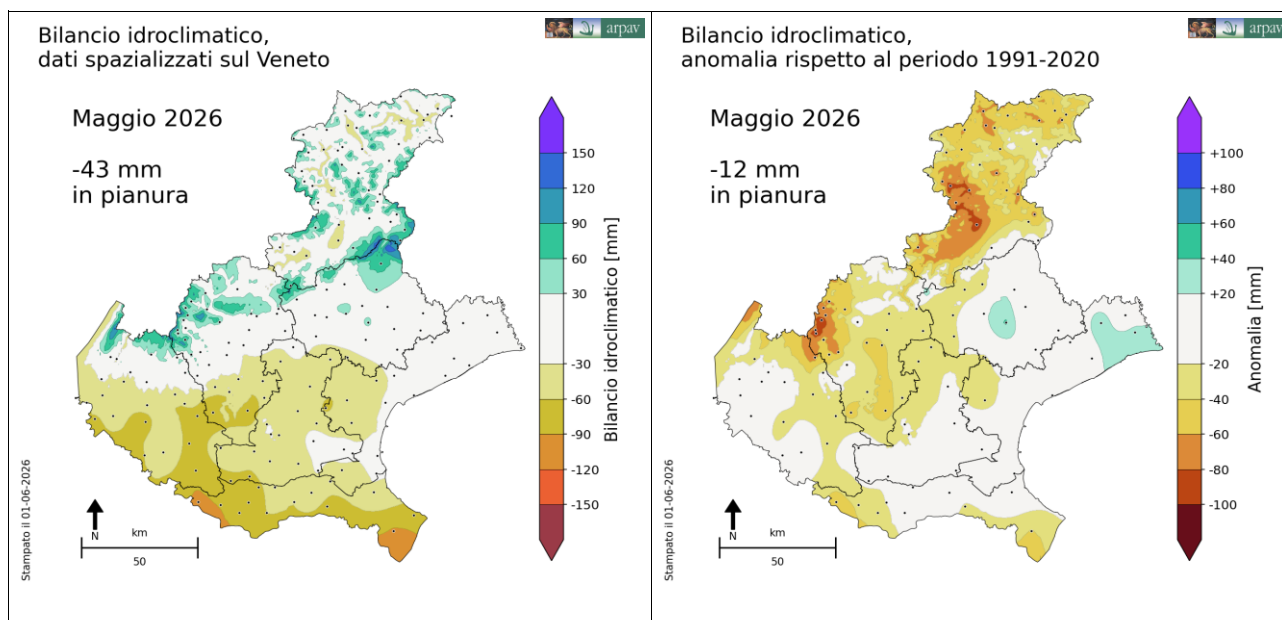 Bilancio idroclimatico,
dati spazializzati sul Veneto
arpav
Maggio 2026
-43 mm
in pianura
150
120
90
60
30
-30
-60
-90
-120
-150
Bilancio idroclimatico [mm]
Stampato il 01-06-2026
N
km
50
Bilancio idroclimatico,
anomalia rispetto al periodo 1991-2020
arpav
Maggio 2026
-12 mm
in pianura
+100
+80
+60
+40
+20
-20
-40
-60
-80
-100
Anomalia [mm]
Stampato il 01-06-2026
N
km
50